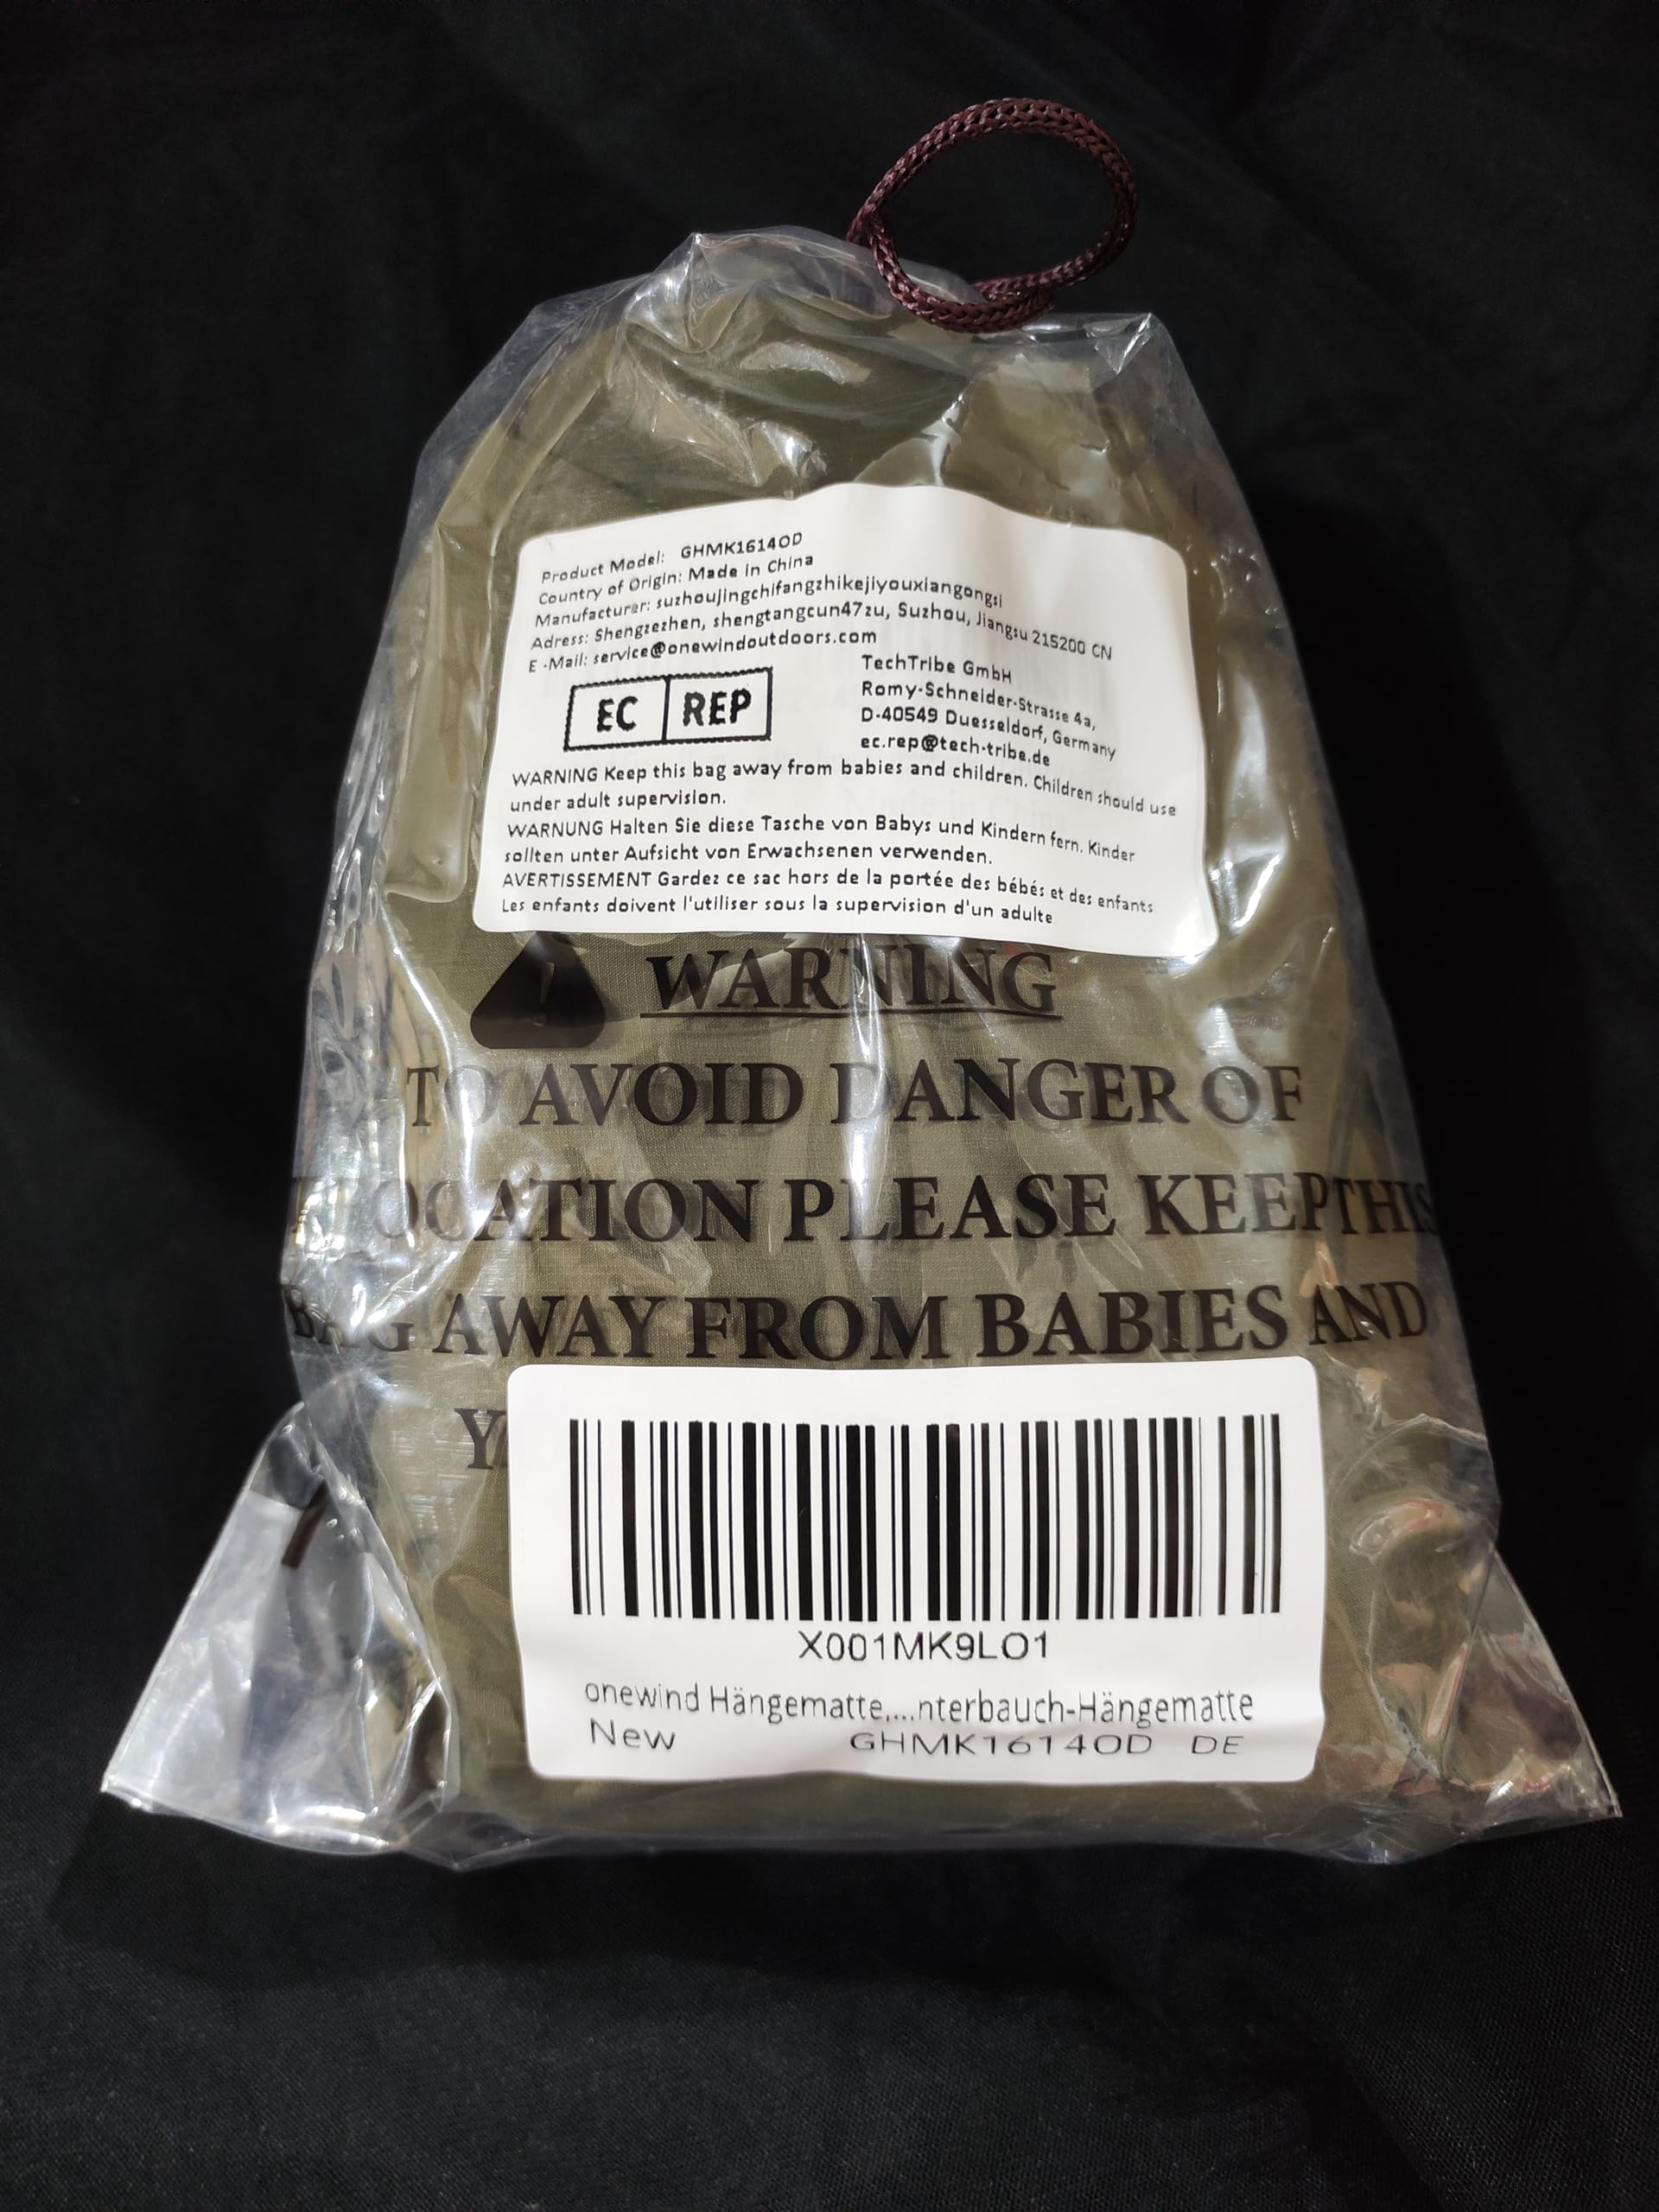 Product Model: GHMK1614OD
Country of Origin: Made in China
Manufacturer: suzhoujingchifangzhikejiyouxiangongsi
Adress: Shengzezhen, shengtangcun47zu, Suzhou, Jiangsu 215200 CN
E -Mail: service@onewindoutdoors.com
EC REP
TechTribe GmbH
Romy-Schneider-Strasse 4a,
D-40549 Duesseldorf, Germany
ec.rep@tech-tribe.de
WARNING Keep this bag away from babies and children. Children should use
under adult supervision.
WARNUNG Halten Sie diese Tasche von Babys und Kindern fern. Kinder
sollten unter Aufsicht von Erwachsenen verwenden.
AVERTISSEMENT Gardez ce sac hors de la portée des bébés et des enfants
Les enfants doivent l'utiliser sous la supervision d'un adulte
WARNING
TO AVOID DANGER OF
PLEASE KEEP THIS
BAG AWAY FROM BABIES AND
X001MK9LO1
onewind Hängematte,...nterbauch-Hängematte
New GHMK1614OD DE